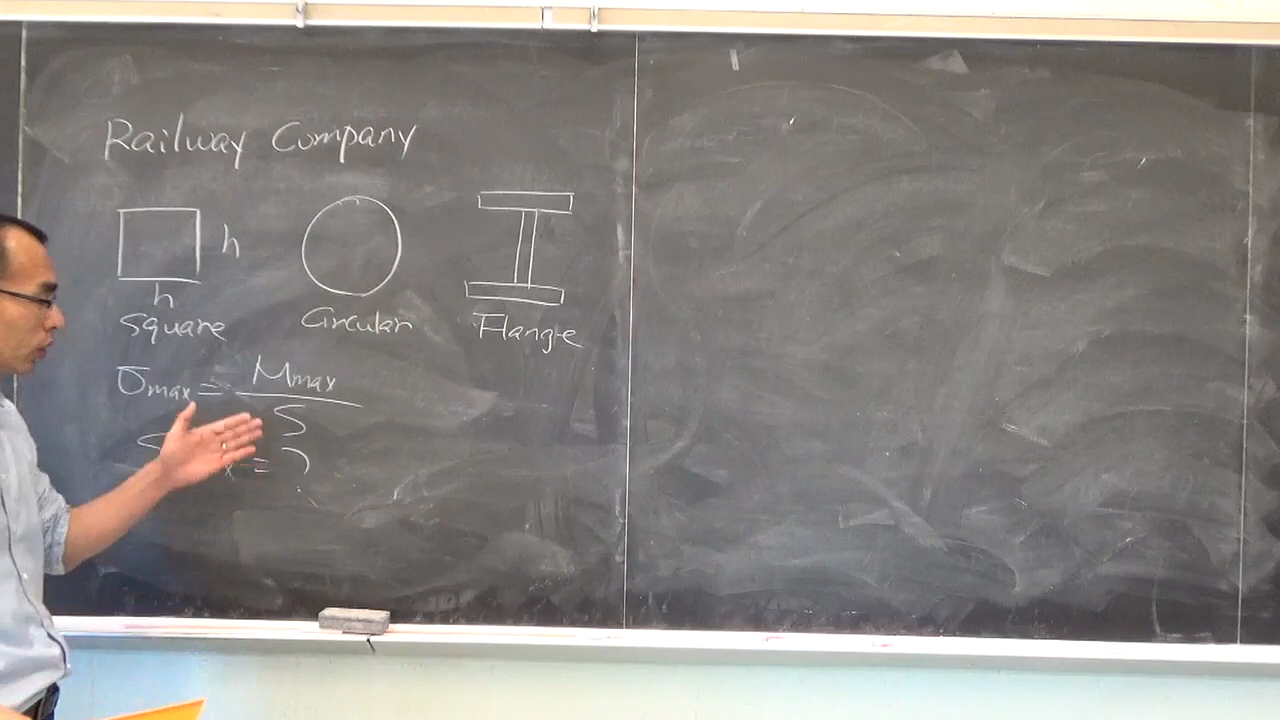 Railway Company
h
h
Square Circular Flange
σmax = Mmax / S
S = ?